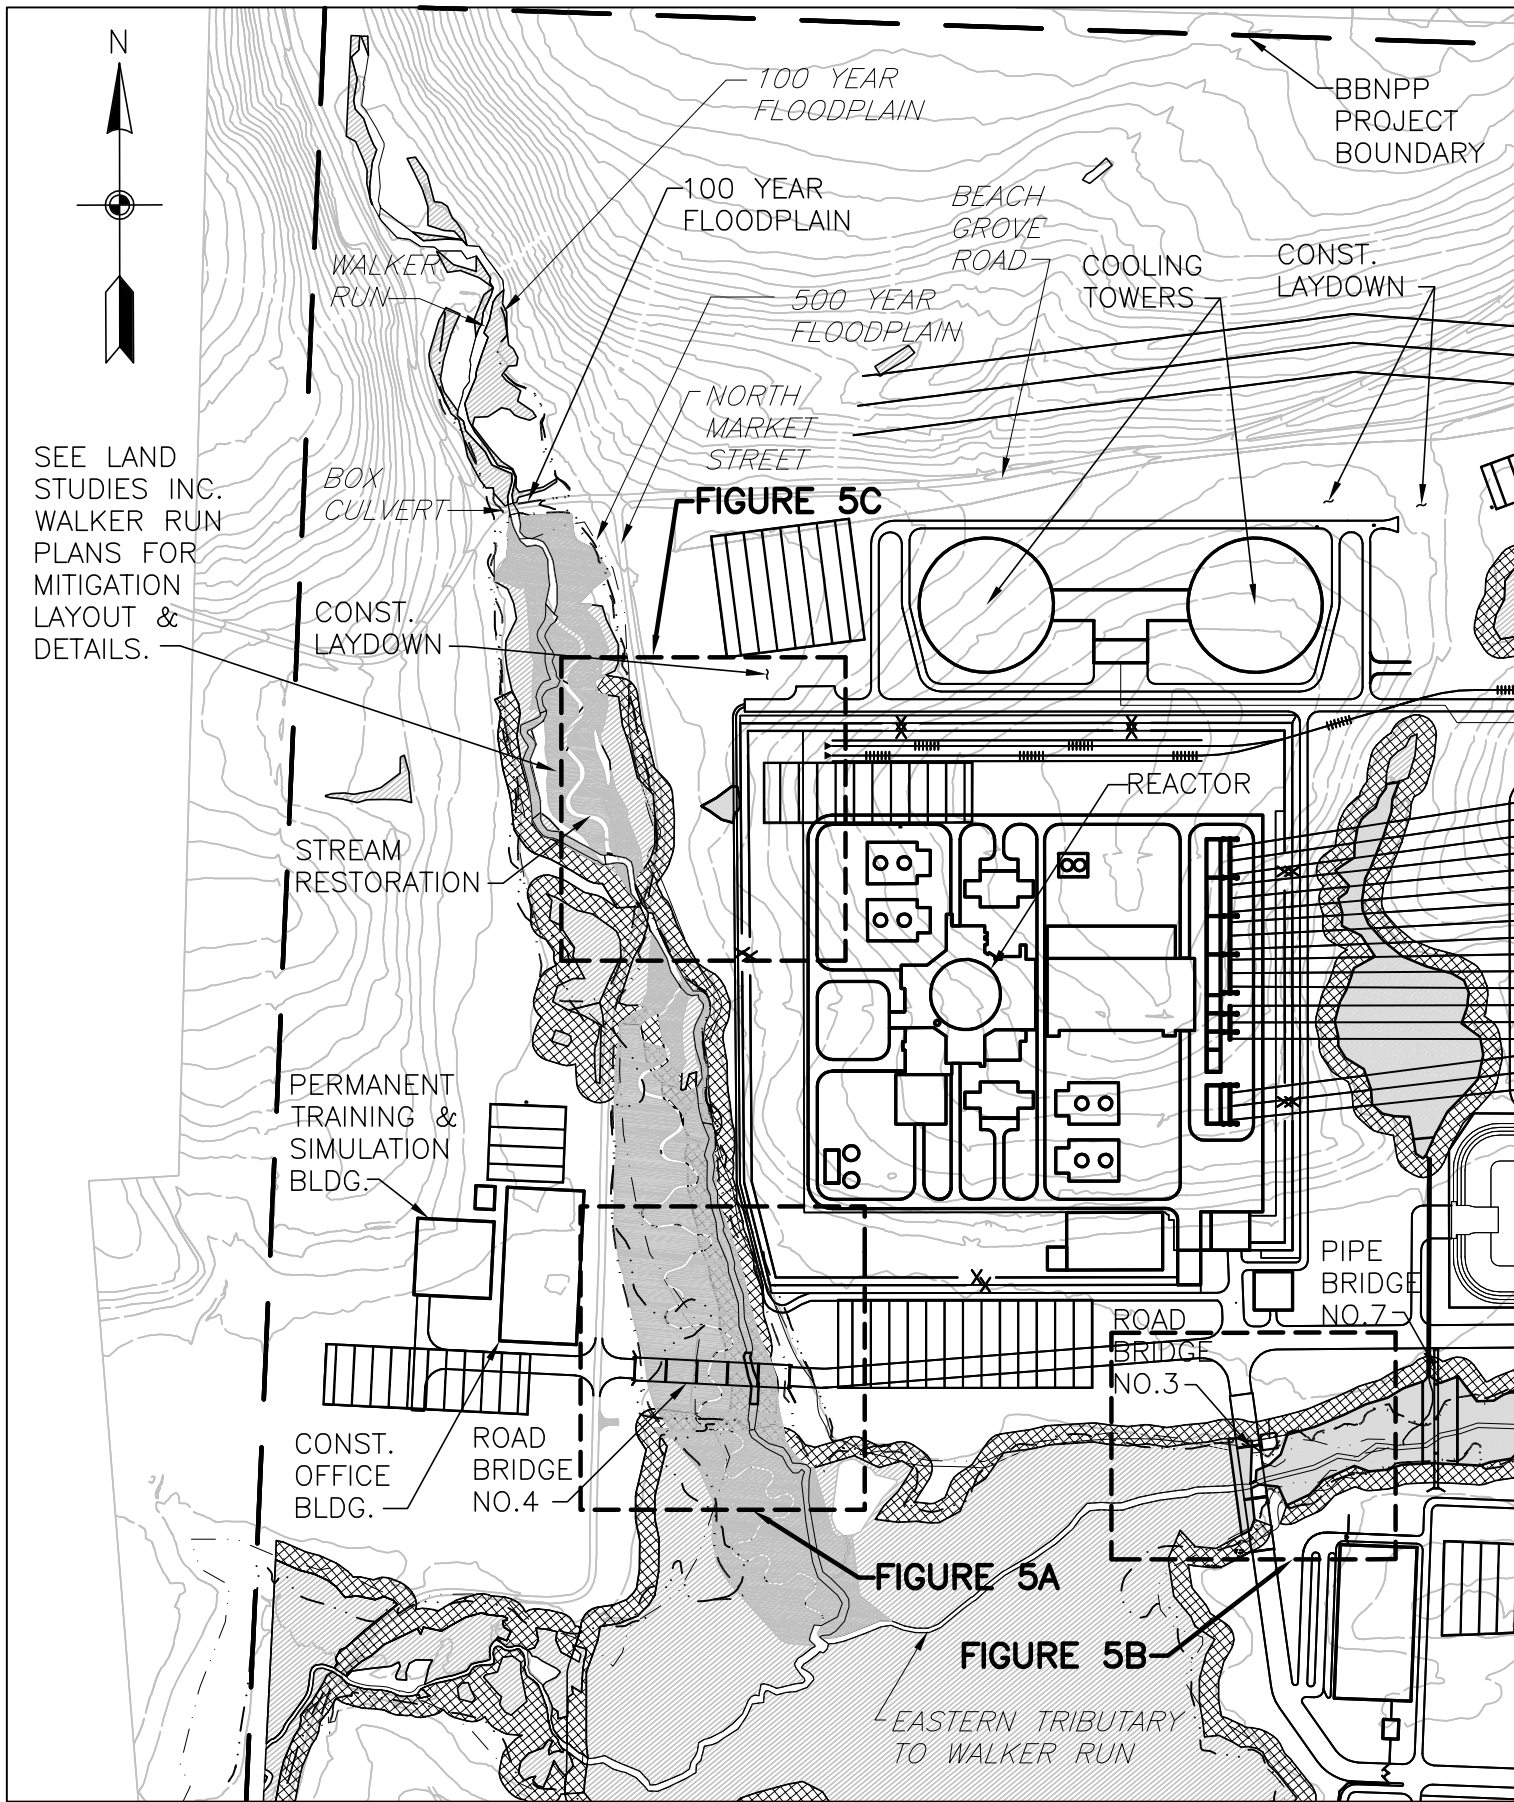 N
100 YEAR
FLOODPLAIN
BBNPP
PROJECT
BOUNDARY
100 YEAR
FLOODPLAIN
BEACH
GROVE
ROAD
WALKER
RUN
COOLING
TOWERS
CONST.
LAYDOWN
500 YEAR
FLOODPLAIN
NORTH
MARKET
STREET
SEE LAND
STUDIES INC.
WALKER RUN
PLANS FOR
MITIGATION
LAYOUT &
DETAILS.
BOX
CULVERT
FIGURE 5C
CONST.
LAYDOWN
REACTOR
STREAM
RESTORATION
PERMANENT
TRAINING &
SIMULATION
BLDG.
PIPE
BRIDGE
NO.7
ROAD
BRIDGE
NO.3
CONST.
OFFICE
BLDG.
ROAD
BRIDGE
NO.4
FIGURE 5A
FIGURE 5B
EASTERN TRIBUTARY
TO WALKER RUN